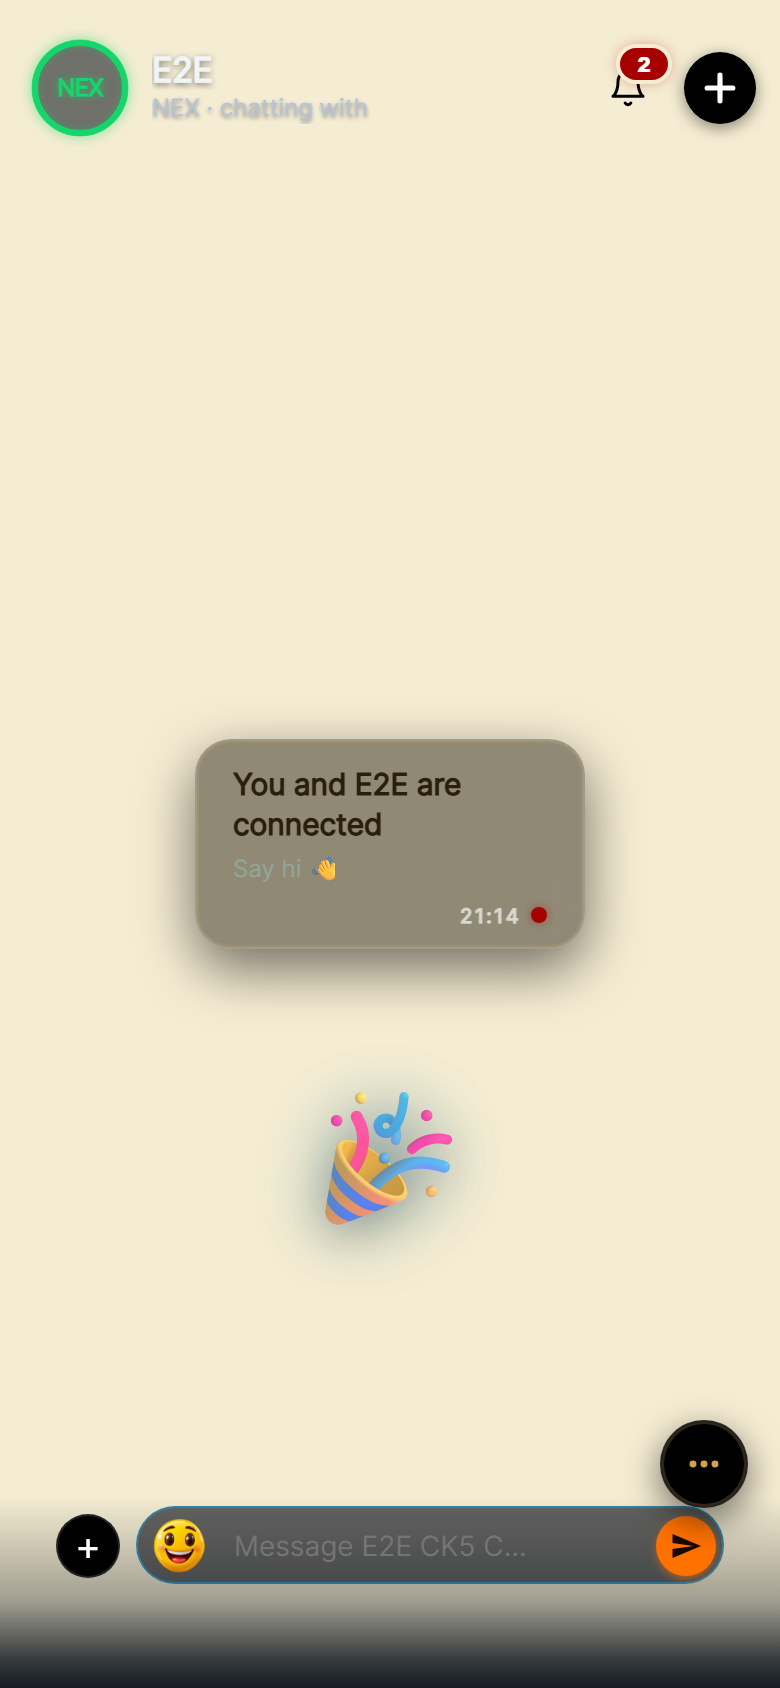 NEX
E2E
NEX · chatting with
2
You and E2E are
connected
Say hi 👋
21:14
Message E2E CK5 C...